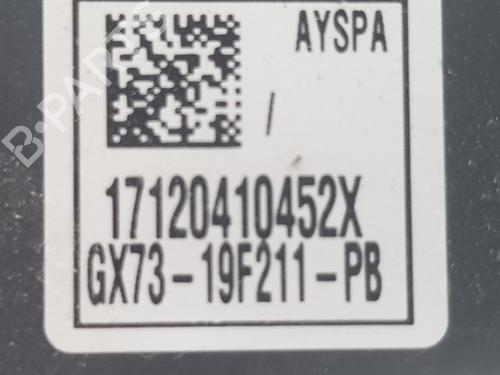 AYSPA
/
17120410452X
GX73-19F211-PB
B-PARTS